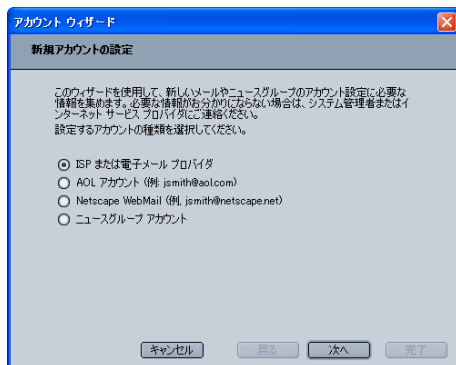 アカウント ウィザード
新規アカウントの設定
このウィザードを使用して、新しいメールやニュースグループのアカウント設定に必要な
情報を集めます。必要な情報がお分かりにならない場合は、システム管理者またはイ
ンターネット サービス プロバイダにご連絡ください。
設定するアカウントの種類を選択してください。
ISP または電子メール プロバイダ
AOL アカウント (例: jsmith@aol.com)
Netscape WebMail (例, jsmith@netscape.net)
ニュースグループ アカウント
キャンセル 戻る 次へ 完了